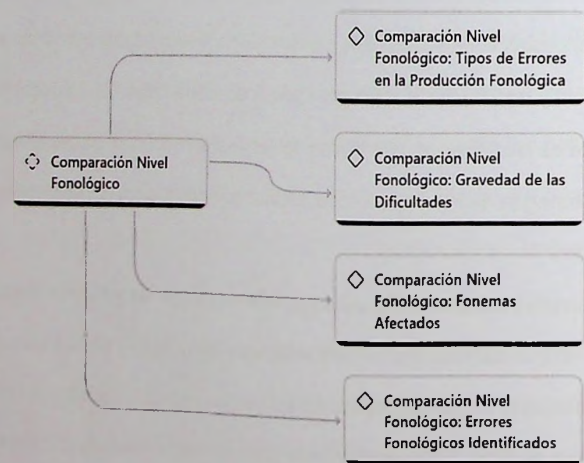 Comparación Nivel
Fonológico: Tipos de Errores
en la Producción Fonológica
Comparación Nivel
Fonológico
Comparación Nivel
Fonológico: Gravedad de las
Dificultades
Comparación Nivel
Fonológico: Fonemas
Afectados
Comparación Nivel
Fonológico: Errores
Fonológicos Identificados